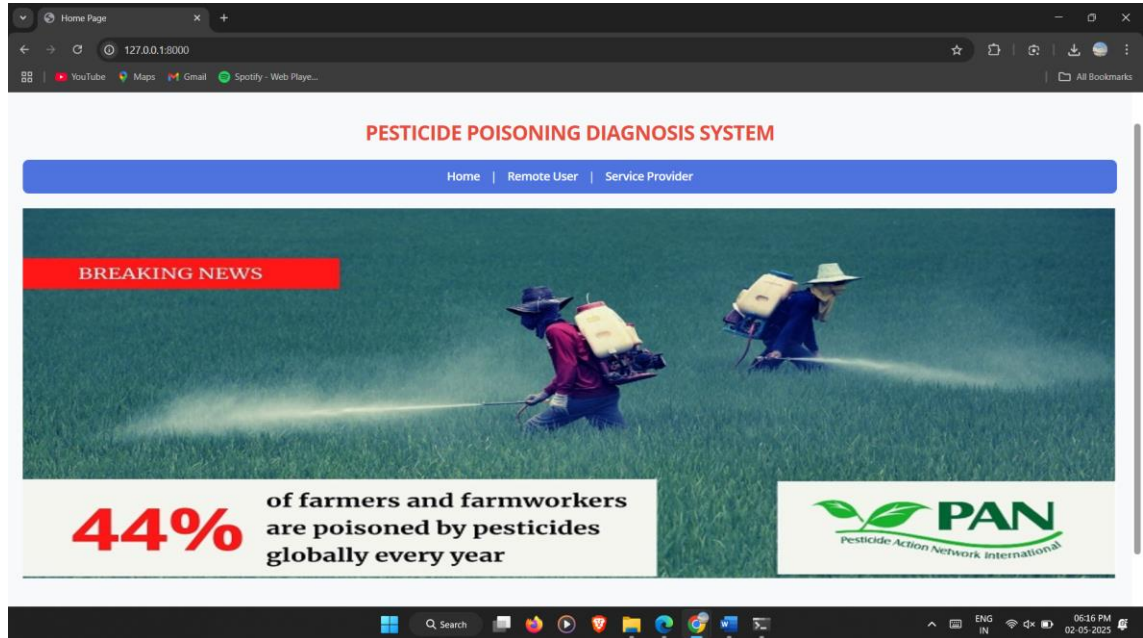 Home Page
127.0.0.1:8000
YouTube Maps Gmail Spotify - Web Playe... All Bookmarks
PESTICIDE POISONING DIAGNOSIS SYSTEM
Home | Remote User | Service Provider
BREAKING NEWS
44%
of farmers and farmworkers
are poisoned by pesticides
globally every year
PAN
Pesticide Action Network International
Search
ENG
IN
06:16 PM
02-05-2025